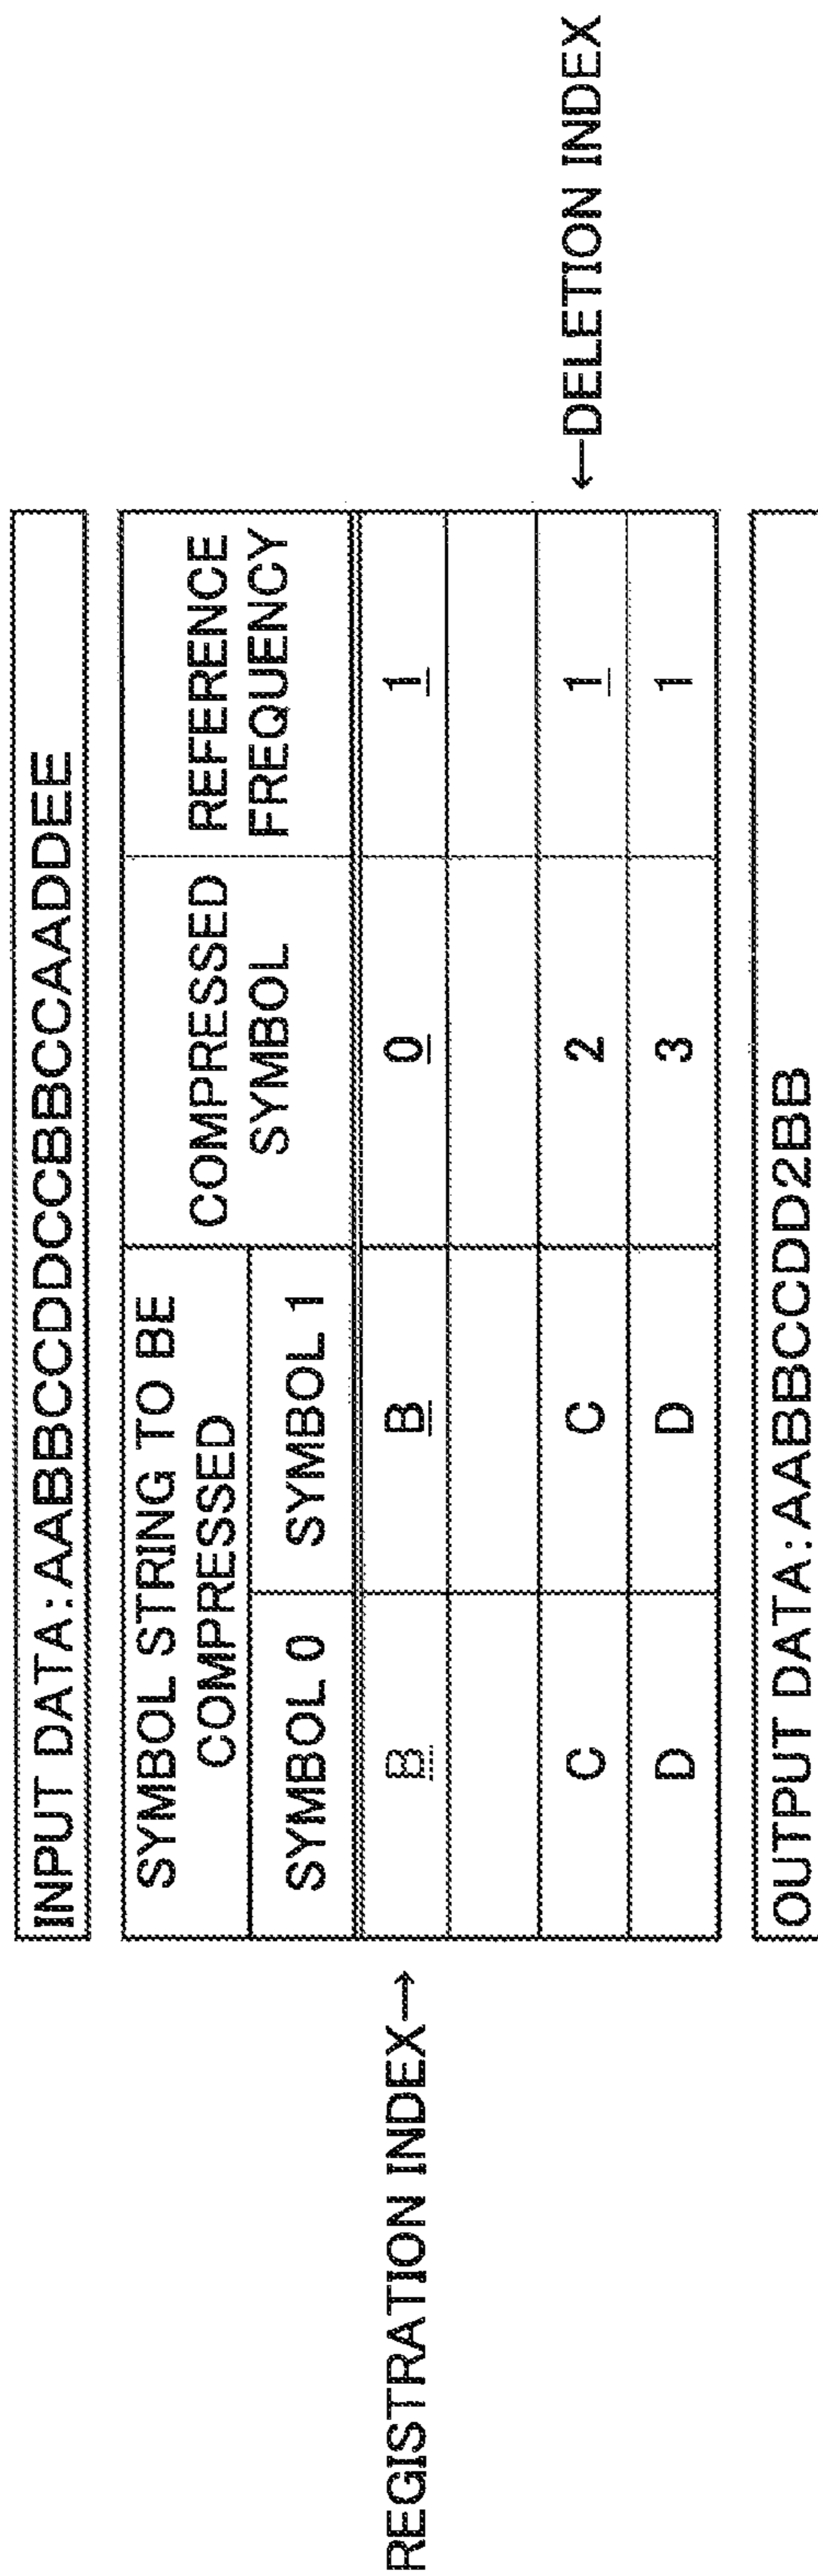 INPUT DATA:AABBCCDDCCBBCCAADDEE
SYMBOL STRING TO BE
COMPRESSED
COMPRESSED
SYMBOL
REFERENCE
FREQUENCY
SYMBOL 0 SYMBOL 1
REGISTRATION INDEX→ B B 0 1
C C 2 1 ←DELETION INDEX
D D 3 1
OUTPUT DATA:AABBCCDD2BB